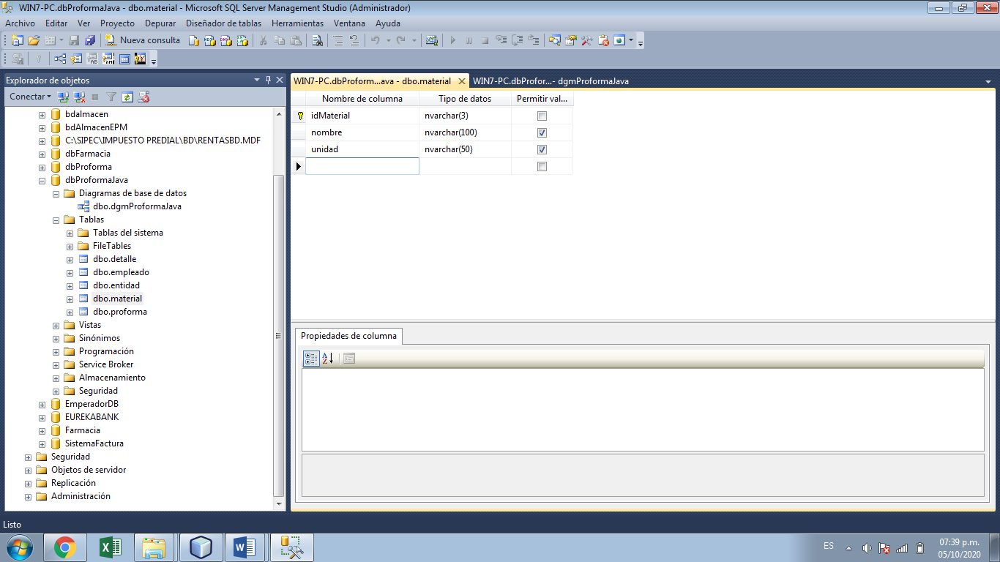 WIN7-PC.dbProformaJava - dbo.material - Microsoft SQL Server Management Studio (Administrador)
Archivo Editar Ver Proyecto Depurar Diseñador de tablas Herramientas Ventana Ayuda
Nueva consulta
Explorador de objetos
Conectar
bdalmacen
bdAlmacenEPM
C:\SIPEC\IMPUESTO PREDIAL\BD\RENTASBD.MDF
dbFarmacia
dbProforma
dbProformaJava
Diagramas de base de datos
dbo.dgmProformaJava
Tablas
Tablas del sistema
FileTables
dbo.detalle
dbo.empleado
dbo.entidad
dbo.material
dbo.proforma
Vistas
Sinónimos
Programación
Service Broker
Almacenamiento
Seguridad
EmperadorDB
EUREKABANK
Farmacia
SistemaFactura
Seguridad
Objetos de servidor
Replicación
Administración
WIN7-PC.dbProform...ava - dbo.material WIN7-PC.dbProfor...- dgmProformaJava
Nombre de columna Tipo de datos Permitir val...
idMaterial nvarchar(3)
nombre nvarchar(100)
unidad nvarchar(50)
Propiedades de columna
Listo
ES 07:39 p.m.
05/10/2020